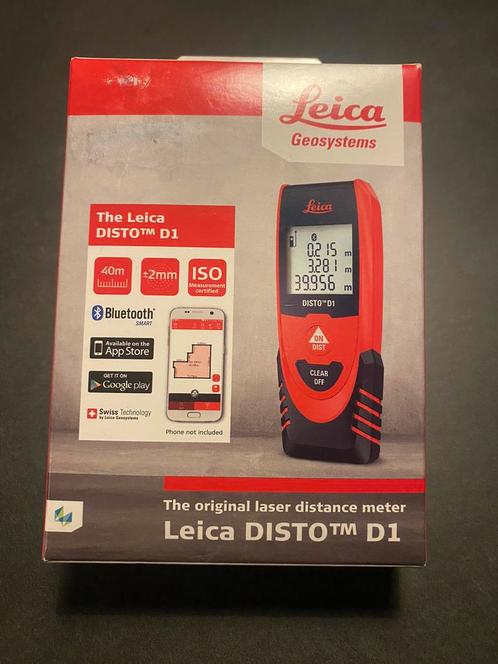 Leica
Geosystems
The Leica
DISTO™ D1
40m
±2mm
ISO
Measurement
certified
Bluetooth®
SMART
Available on the
App Store
GET IT ON
Google play
Swiss Technology
by Leica Geosystems
Phone not included
Leica
0.215 m
3.281 m
39.956 m
DISTO™D1
ON
DIST
CLEAR
OFF
The original laser distance meter
Leica DISTO™ D1